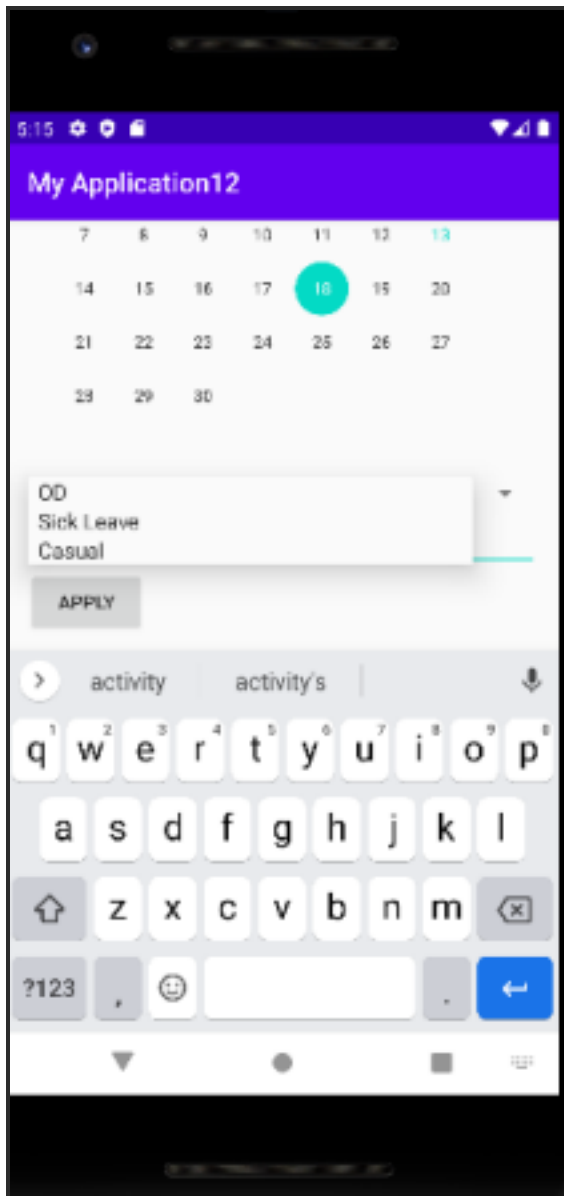 5:15
My Application12
7 8 9 10 11 12 13
14 15 16 17 18 19 20
21 22 23 24 25 26 27
28 29 30
OD
Sick Leave
Casual
APPLY
activity activity's
1 2 3 4 5 6 7 8 9 0
q w e r t y u i o p
a s d f g h j k l
z x c v b n m
?123 , .